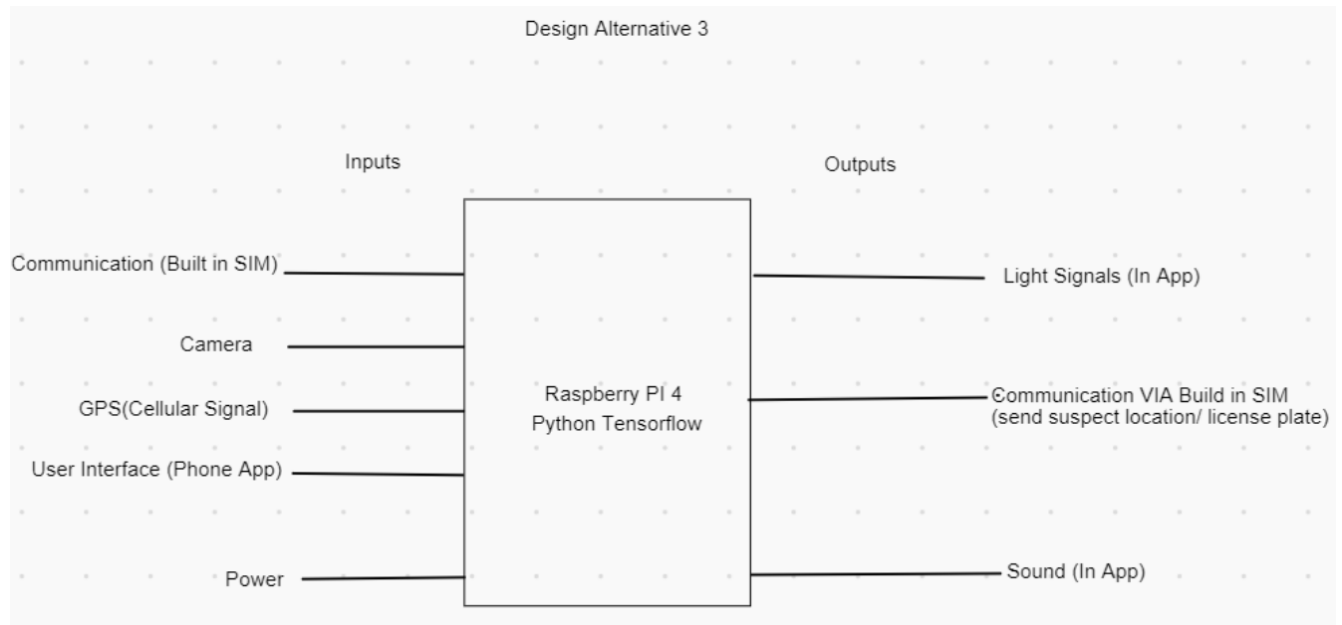 Design Alternative 3
Inputs
Outputs
Communication (Built in SIM)
Camera
GPS(Cellular Signal)
User Interface (Phone App)
Power
Raspberry PI 4
Python Tensorflow
Light Signals (In App)
Communication VIA Build in SIM
(send suspect location/ license plate)
Sound (In App)